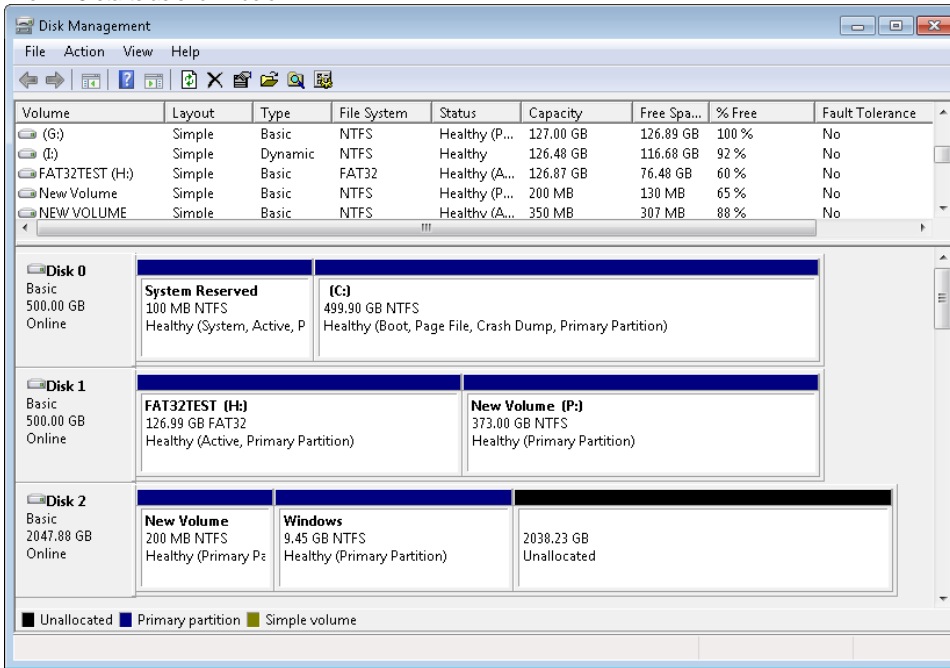 Disk Management
File Action View Help
Volume Layout Type File System Status Capacity Free Spa... % Free Fault Tolerance
(G:) Simple Basic NTFS Healthy (P... 127.00 GB 126.89 GB 100 % No
(I:) Simple Dynamic NTFS Healthy 126.48 GB 116.68 GB 92 % No
FAT32TEST (H:) Simple Basic FAT32 Healthy (A... 126.87 GB 76.48 GB 60 % No
New Volume Simple Basic NTFS Healthy (P... 200 MB 130 MB 65 % No
NEW VOLUME Simple Basic NTFS Healthy (A... 350 MB 307 MB 88 % No
Disk 0
Basic
500.00 GB
Online
System Reserved
100 MB NTFS
Healthy (System, Active, P
(C:)
499.90 GB NTFS
Healthy (Boot, Page File, Crash Dump, Primary Partition)
Disk 1
Basic
500.00 GB
Online
FAT32TEST (H:)
126.99 GB FAT32
Healthy (Active, Primary Partition)
New Volume (P:)
373.00 GB NTFS
Healthy (Primary Partition)
Disk 2
Basic
2047.88 GB
Online
New Volume
200 MB NTFS
Healthy (Primary Pa
Windows
9.45 GB NTFS
Healthy (Primary Partition)
2038.23 GB
Unallocated
Unallocated Primary partition Simple volume